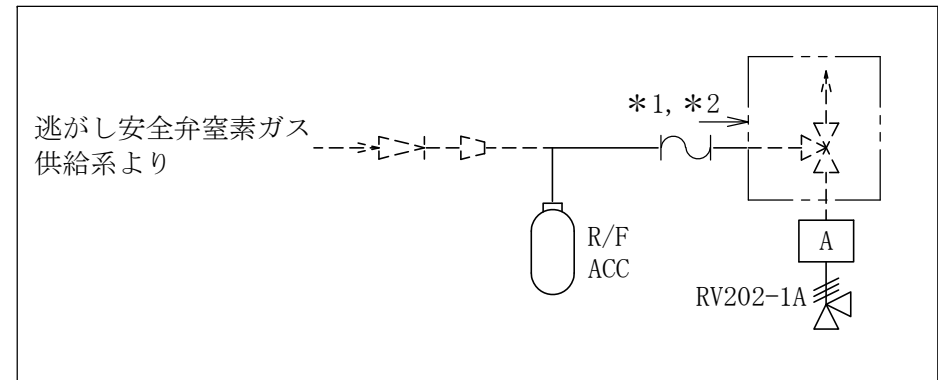 逃がし安全弁窒素ガス
供給系より
＊1, ＊2
R/F
ACC
A
RV202-1A